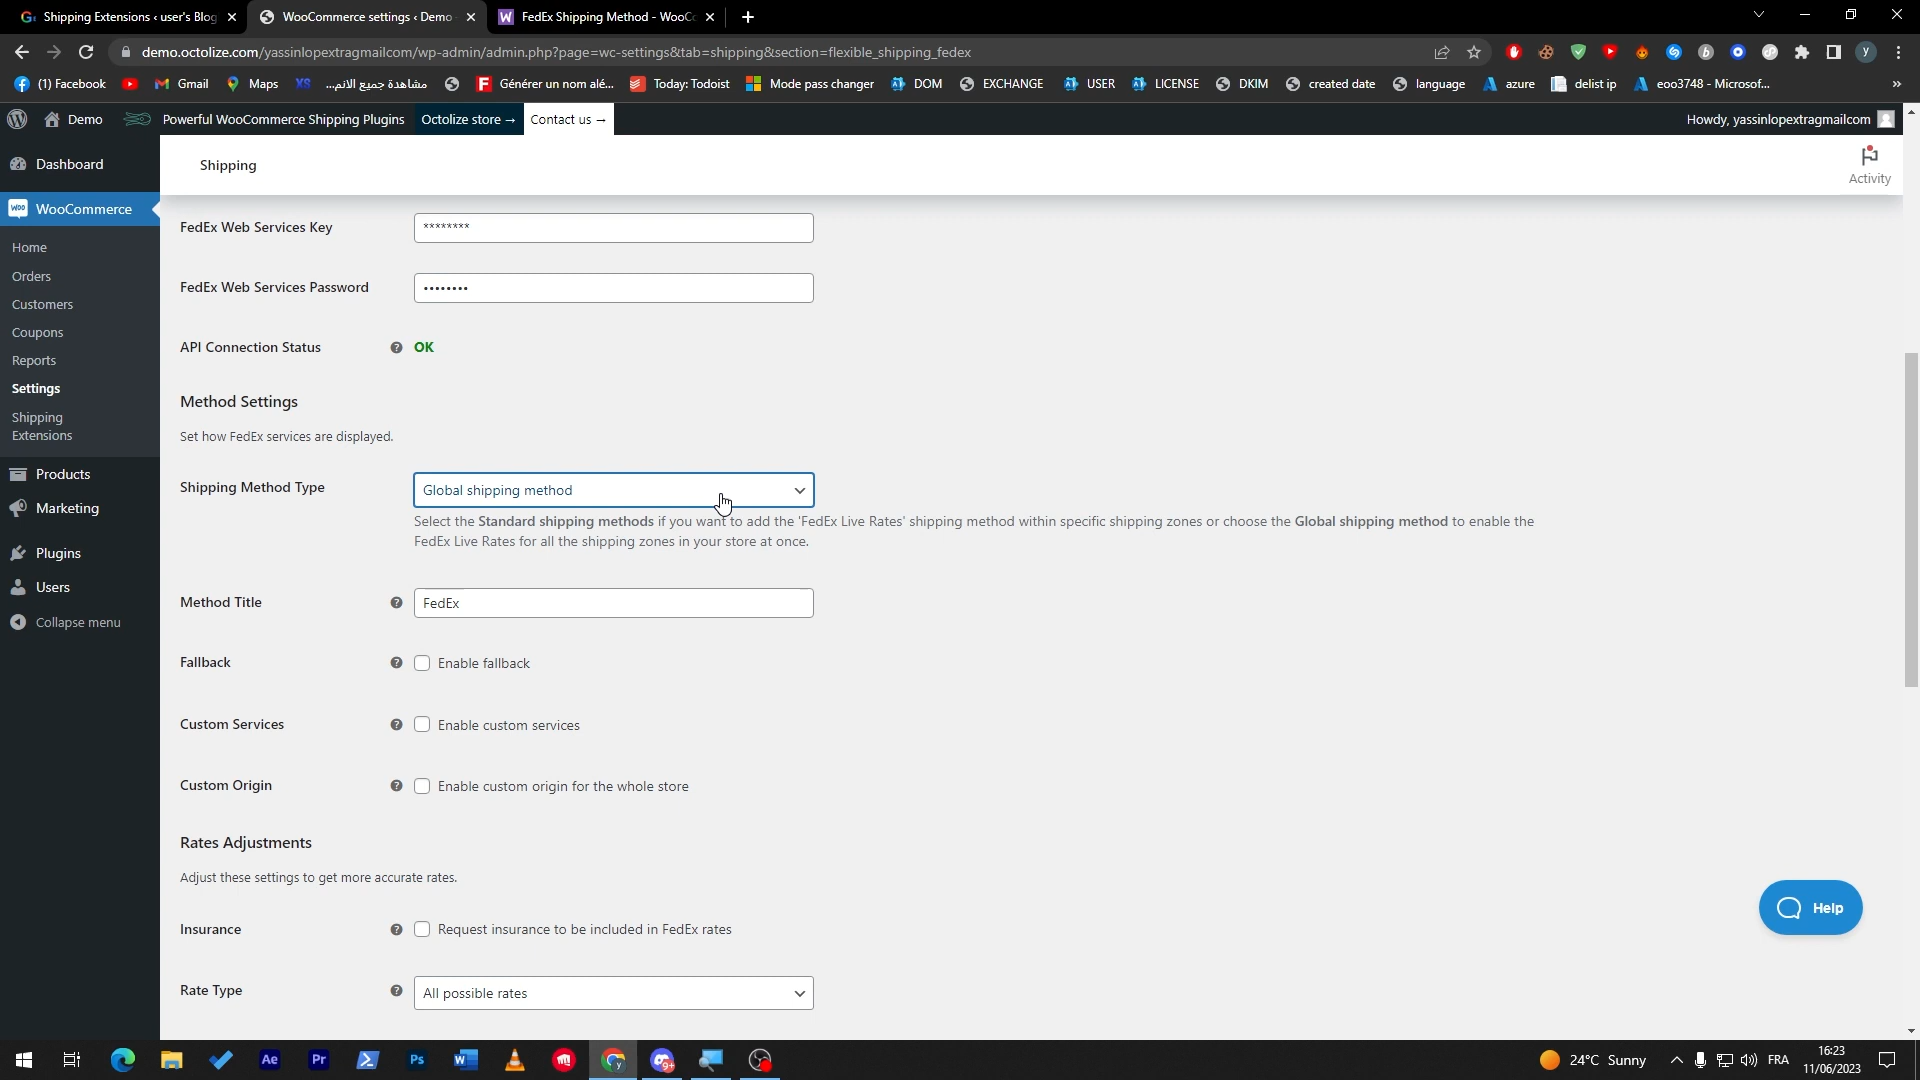 Shipping Extensions ‹ user's Blog
WooCommerce settings ‹ Demo
FedEx Shipping Method - WooC
demo.octolize.com/yassinlopextragmailcom/wp-admin/admin.php?page=wc-settings&tab=shipping&section=flexible_shipping_fedex
(1) Facebook
Gmail
Maps
XS
مشاهدة جميع الانم...
Générer un nom alé...
Today: Todoist
Mode pass changer
DOM
EXCHANGE
USER
LICENSE
DKIM
created date
language
azure
delist ip
eoo3748 - Microsof...
»
Demo
Powerful WooCommerce Shipping Plugins
Octolize store →
Contact us →
Howdy, yassinlopextragmailcom
Dashboard
WooCommerce
Home
Orders
Customers
Coupons
Reports
Settings
Shipping
Extensions
Products
Marketing
Plugins
Users
Collapse menu
Shipping
Activity
FedEx Web Services Key
********
FedEx Web Services Password
••••••••
API Connection Status
OK
Method Settings
Set how FedEx services are displayed.
Shipping Method Type
Global shipping method
Select the Standard shipping methods if you want to add the 'FedEx Live Rates' shipping method within specific shipping zones or choose the Global shipping method to enable the
FedEx Live Rates for all the shipping zones in your store at once.
Method Title
FedEx
Fallback
Enable fallback
Custom Services
Enable custom services
Custom Origin
Enable custom origin for the whole store
Rates Adjustments
Adjust these settings to get more accurate rates.
Insurance
Request insurance to be included in FedEx rates
Rate Type
All possible rates
Help
Ae
Pr
Ps
24°C Sunny
FRA
16:23
11/06/2023